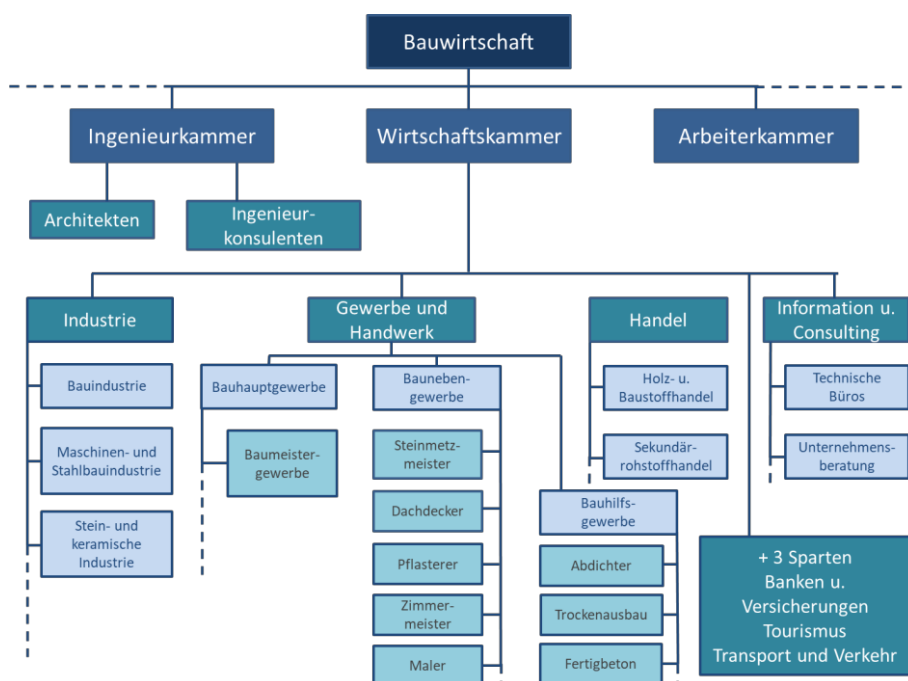 Bauwirtschaft
Ingenieurkammer
Wirtschaftskammer
Arbeiterkammer
Architekten
Ingenieur-
konsulenten
Industrie
Gewerbe und
Handwerk
Handel
Information u.
Consulting
Bauindustrie
Maschinen- und
Stahlbauindustrie
Stein- und
keramische
Industrie
Bauhauptgewerbe
Baumeister-
gewerbe
Bauneben-
gewerbe
Steinmetz-
meister
Dachdecker
Pflasterer
Zimmer-
meister
Maler
Bauhilfs-
gewerbe
Abdichter
Trockenausbau
Fertigbeton
Holz- u.
Baustoffhandel
Sekundär-
rohstoffhandel
Technische
Büros
Unternehmens-
beratung
+ 3 Sparten
Banken u.
Versicherungen
Tourismus
Transport und Verkehr